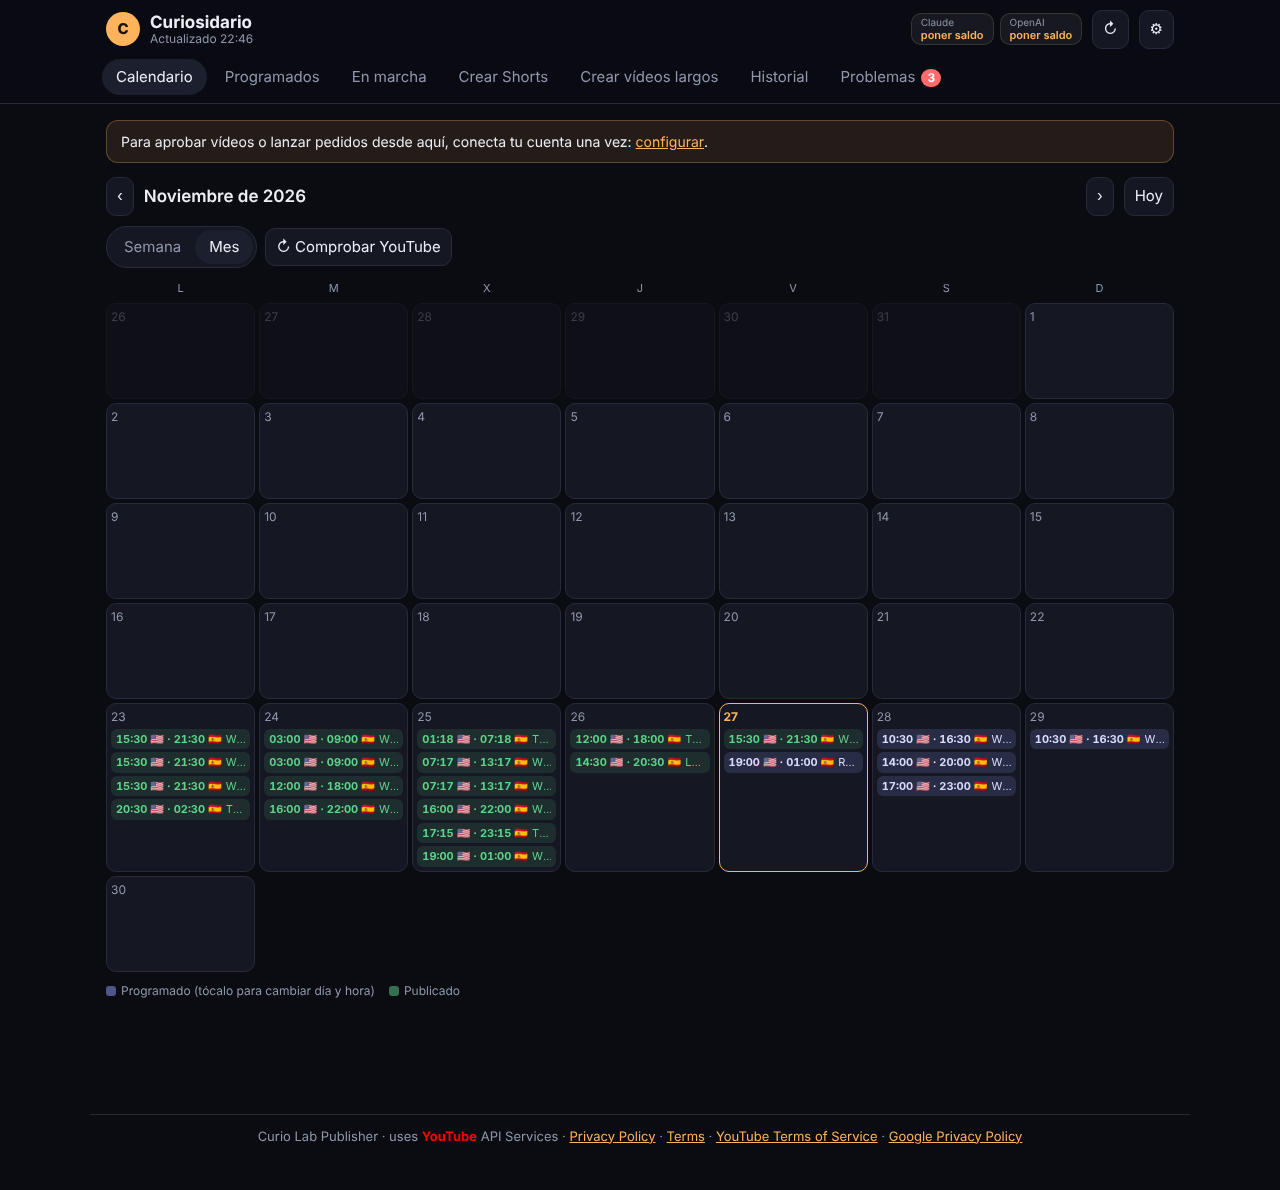 C
Curiosidario
Actualizado 22:46
Claude
poner saldo
OpenAI
poner saldo
Calendario
Programados
En marcha
Crear Shorts
Crear vídeos largos
Historial
Problemas 3
Para aprobar vídeos o lanzar pedidos desde aquí, conecta tu cuenta una vez: configurar.
‹
Noviembre de 2026
›
Hoy
Semana
Mes
↻ Comprobar YouTube
L M X J V S D
26 27 28 29 30 31 1
2 3 4 5 6 7 8
9 10 11 12 13 14 15
16 17 18 19 20 21 22
23
15:30 🇺🇸 · 21:30 🇪🇸 W...
15:30 🇺🇸 · 21:30 🇪🇸 W...
15:30 🇺🇸 · 21:30 🇪🇸 W...
20:30 🇺🇸 · 02:30 🇪🇸 T...
24
03:00 🇺🇸 · 09:00 🇪🇸 W...
03:00 🇺🇸 · 09:00 🇪🇸 W...
12:00 🇺🇸 · 18:00 🇪🇸 W...
16:00 🇺🇸 · 22:00 🇪🇸 W...
25
01:18 🇺🇸 · 07:18 🇪🇸 T...
07:17 🇺🇸 · 13:17 🇪🇸 W...
07:17 🇺🇸 · 13:17 🇪🇸 W...
16:00 🇺🇸 · 22:00 🇪🇸 W...
17:15 🇺🇸 · 23:15 🇪🇸 T...
19:00 🇺🇸 · 01:00 🇪🇸 W...
26
12:00 🇺🇸 · 18:00 🇪🇸 T...
14:30 🇺🇸 · 20:30 🇪🇸 L...
27
15:30 🇺🇸 · 21:30 🇪🇸 W...
19:00 🇺🇸 · 01:00 🇪🇸 R...
28
10:30 🇺🇸 · 16:30 🇪🇸 W...
14:00 🇺🇸 · 20:00 🇪🇸 W...
17:00 🇺🇸 · 23:00 🇪🇸 W...
29
10:30 🇺🇸 · 16:30 🇪🇸 W...
30
Programado (tócalo para cambiar día y hora)
Publicado
Curio Lab Publisher · uses YouTube API Services · Privacy Policy · Terms · YouTube Terms of Service · Google Privacy Policy